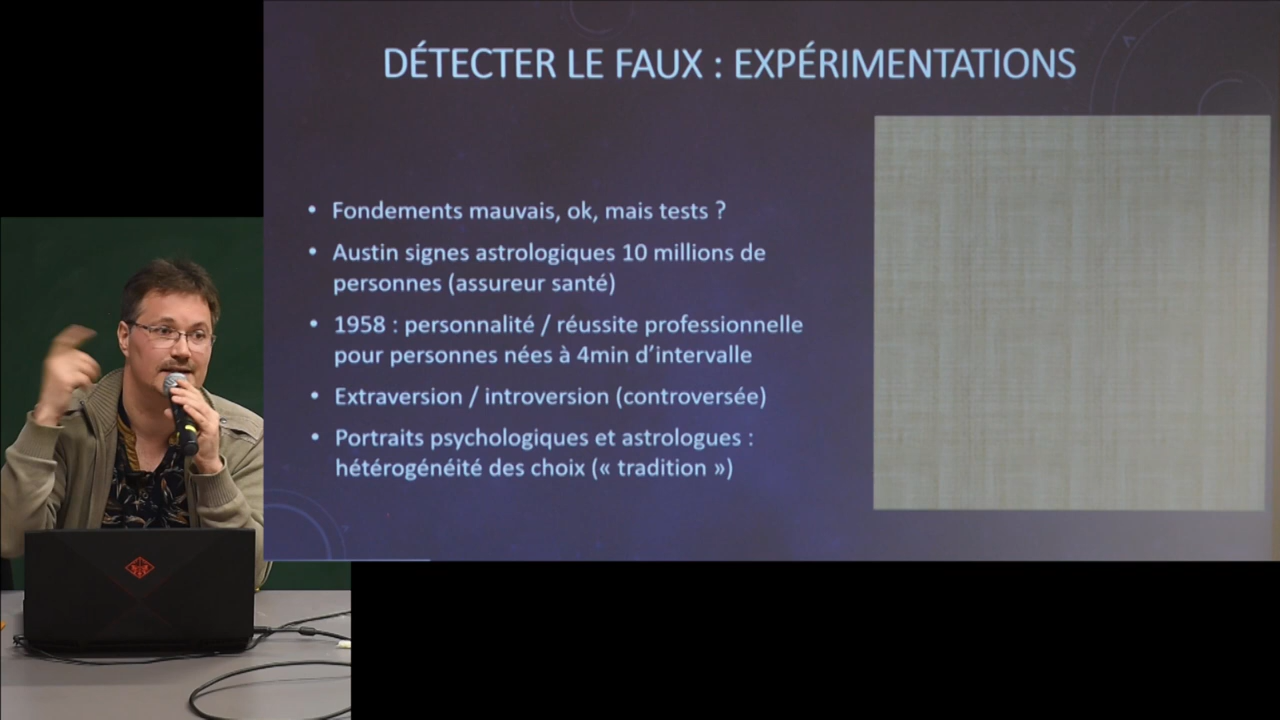 DÉTECTER LE FAUX : EXPÉRIMENTATIONS
• Fondements mauvais, ok, mais tests ?
• Austin signes astrologiques 10 millions de
personnes (assureur santé)
• 1958 : personnalité / réussite professionnelle
pour personnes nées à 4min d'intervalle
• Extraversion / introversion (controversée)
• Portraits psychologiques et astrologues :
hétérogénéité des choix (« tradition »)